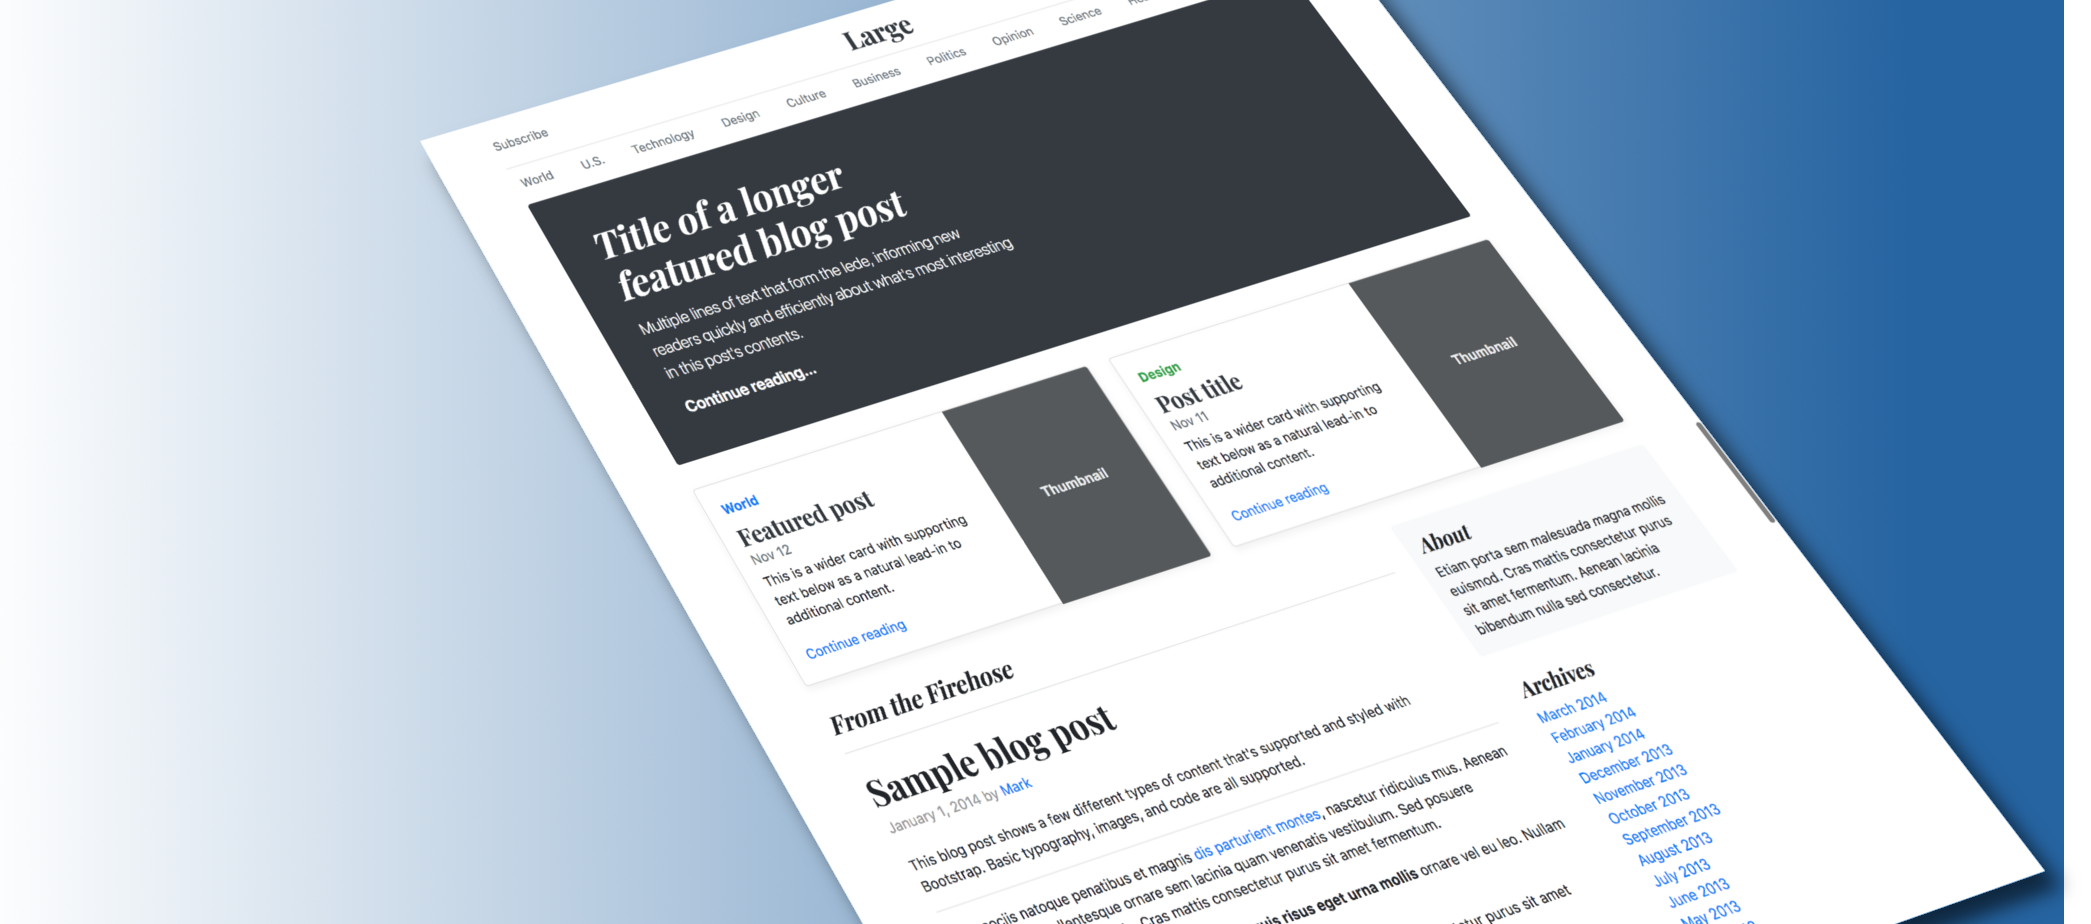 Large
Subscribe
World U.S. Technology Design Culture Business Politics Opinion Science
Title of a longer
featured blog post
Multiple lines of text that form the lede, informing new
readers quickly and efficiently about what's most interesting
in this post's contents.
Continue reading...
World
Featured post
Nov 12
This is a wider card with supporting
text below as a natural lead-in to
additional content.
Continue reading
Thumbnail
Design
Post title
Nov 11
This is a wider card with supporting
text below as a natural lead-in to
additional content.
Continue reading
Thumbnail
From the Firehose
Sample blog post
January 1, 2014 by Mark
This blog post shows a few different types of content that's supported and styled with
Bootstrap. Basic typography, images, and code are all supported.
natoque penatibus et magnis dis parturient montes, nascetur ridiculus mus. Aenean
ornare sem lacinia quam venenatis vestibulum. Sed posuere
Cras mattis consectetur purus sit amet fermentum.
risus eget urna mollis ornare vel eu leo. Nullam
purus sit amet
About
Etiam porta sem malesuada magna mollis
euismod. Cras mattis consectetur purus
sit amet fermentum. Aenean lacinia
bibendum nulla sed consectetur.
Archives
March 2014
February 2014
January 2014
December 2013
November 2013
October 2013
September 2013
August 2013
July 2013
June 2013
May 2013